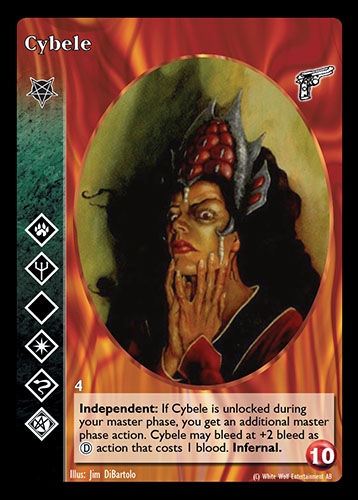 Cybele
4
Independent: If Cybele is unlocked during
your master phase, you get an additional master
phase action. Cybele may bleed at +2 bleed as
Ⓓ action that costs 1 blood. Infernal.
10
Illus: Jim DiBartolo
(C) White Wolf Entertainment AB